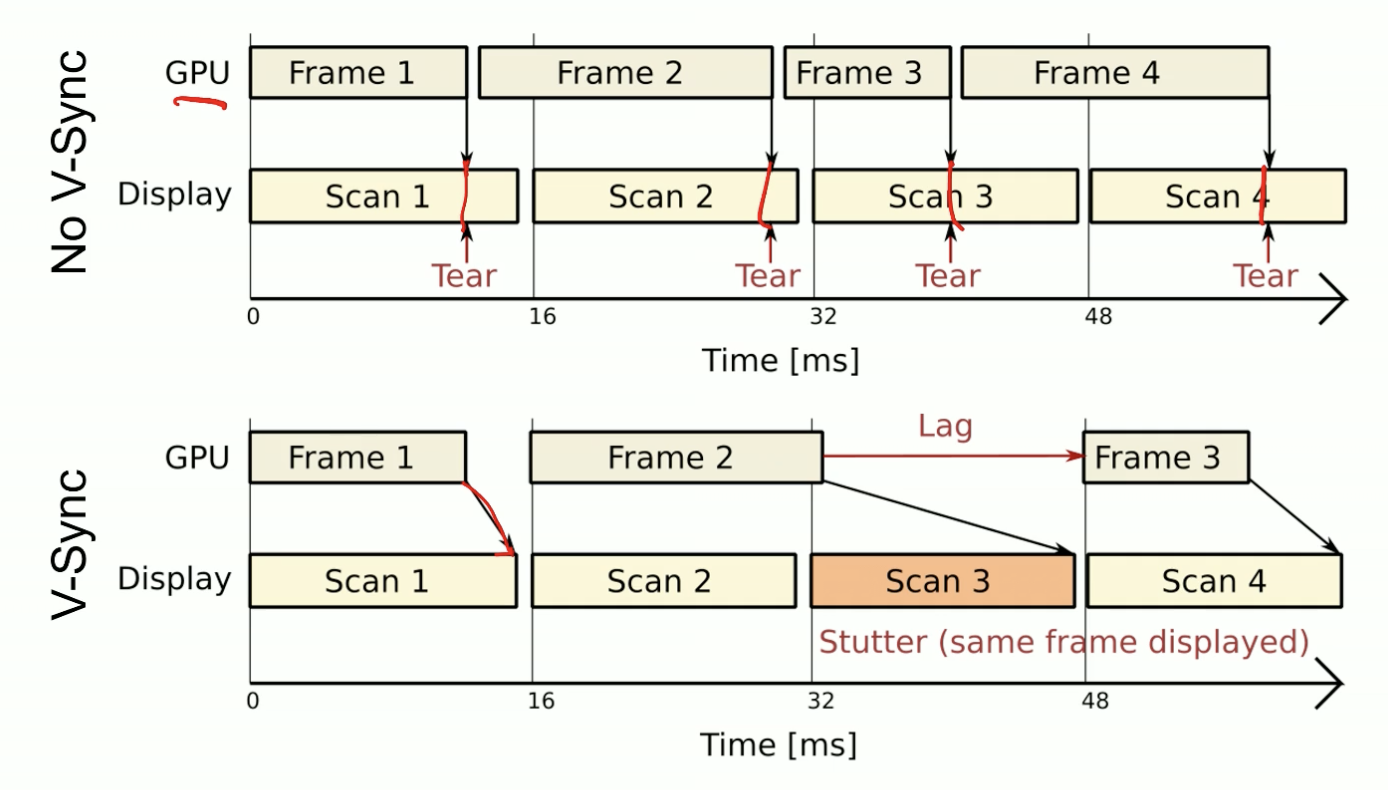 No V-Sync
GPU
Frame 1
Frame 2
Frame 3
Frame 4
Display
Scan 1
Scan 2
Scan 3
Scan 4
Tear
Tear
Tear
Tear
0
16
32
48
Time [ms]
V-Sync
Lag
GPU
Frame 1
Frame 2
Frame 3
Display
Scan 1
Scan 2
Scan 3
Scan 4
Stutter (same frame displayed)
0
16
32
48
Time [ms]